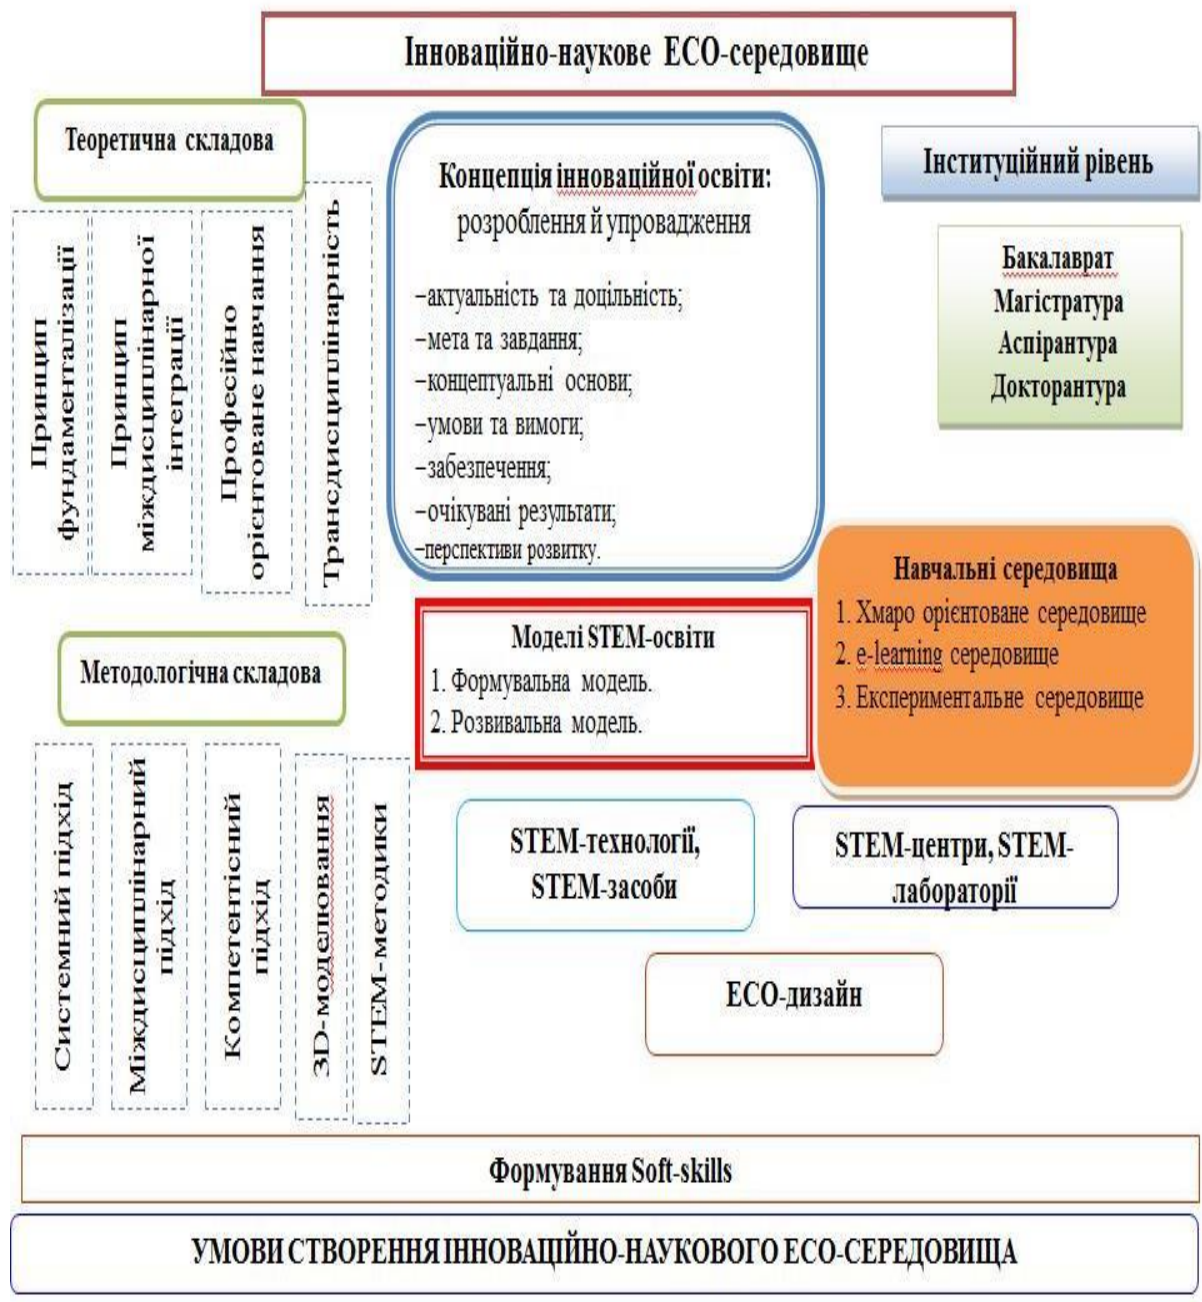 Інноваційно-наукове ECO-середовище
Теоретична складова
Принцип
фундаменталізації
Принцип
міждисциплінарної
інтеграції
Професійно
орієнтоване навчання
Трансдисциплінарність
Концепція інноваційної освіти:
розроблення й упровадження
−актуальність та доцільність;
−мета та завдання;
−концептуальні основи;
−умови та вимоги;
−забезпечення;
−очікувані результати;
−перспективи розвитку.
Інституційний рівень
Бакалаврат
Магістратура
Аспірантура
Докторантура
Навчальні середовища
1. Хмаро орієнтоване середовище
2. e-learning середовище
3. Експериментальне середовище
Моделі STEM-освіти
1. Формувальна модель.
2. Розвивальна модель.
Методологічна складова
Системний підхід
Міждисциплінарний
підхід
Компетентісний
підхід
3D-моделювання
STEM-методики
STEM-технології,
STEM-засоби
STEM-центри, STEM-
лабораторії
ECO-дизайн
Формування Soft-skills
УМОВИ СТВОРЕННЯ ІННОВАЦІЙНО-НАУКОВОГО ECO-СЕРЕДОВИЩА